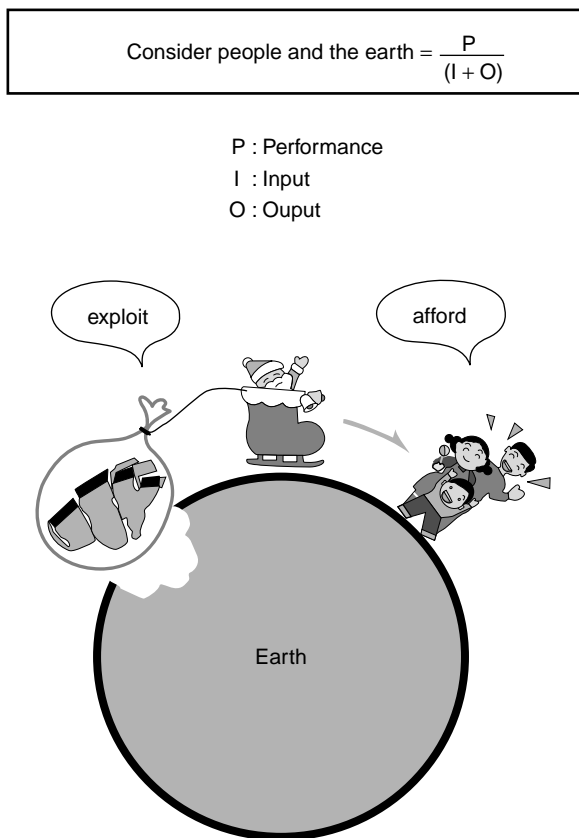 Consider people and the earth = P / (I + O)
P : Performance
I : Input
O : Ouput
exploit
afford
Earth